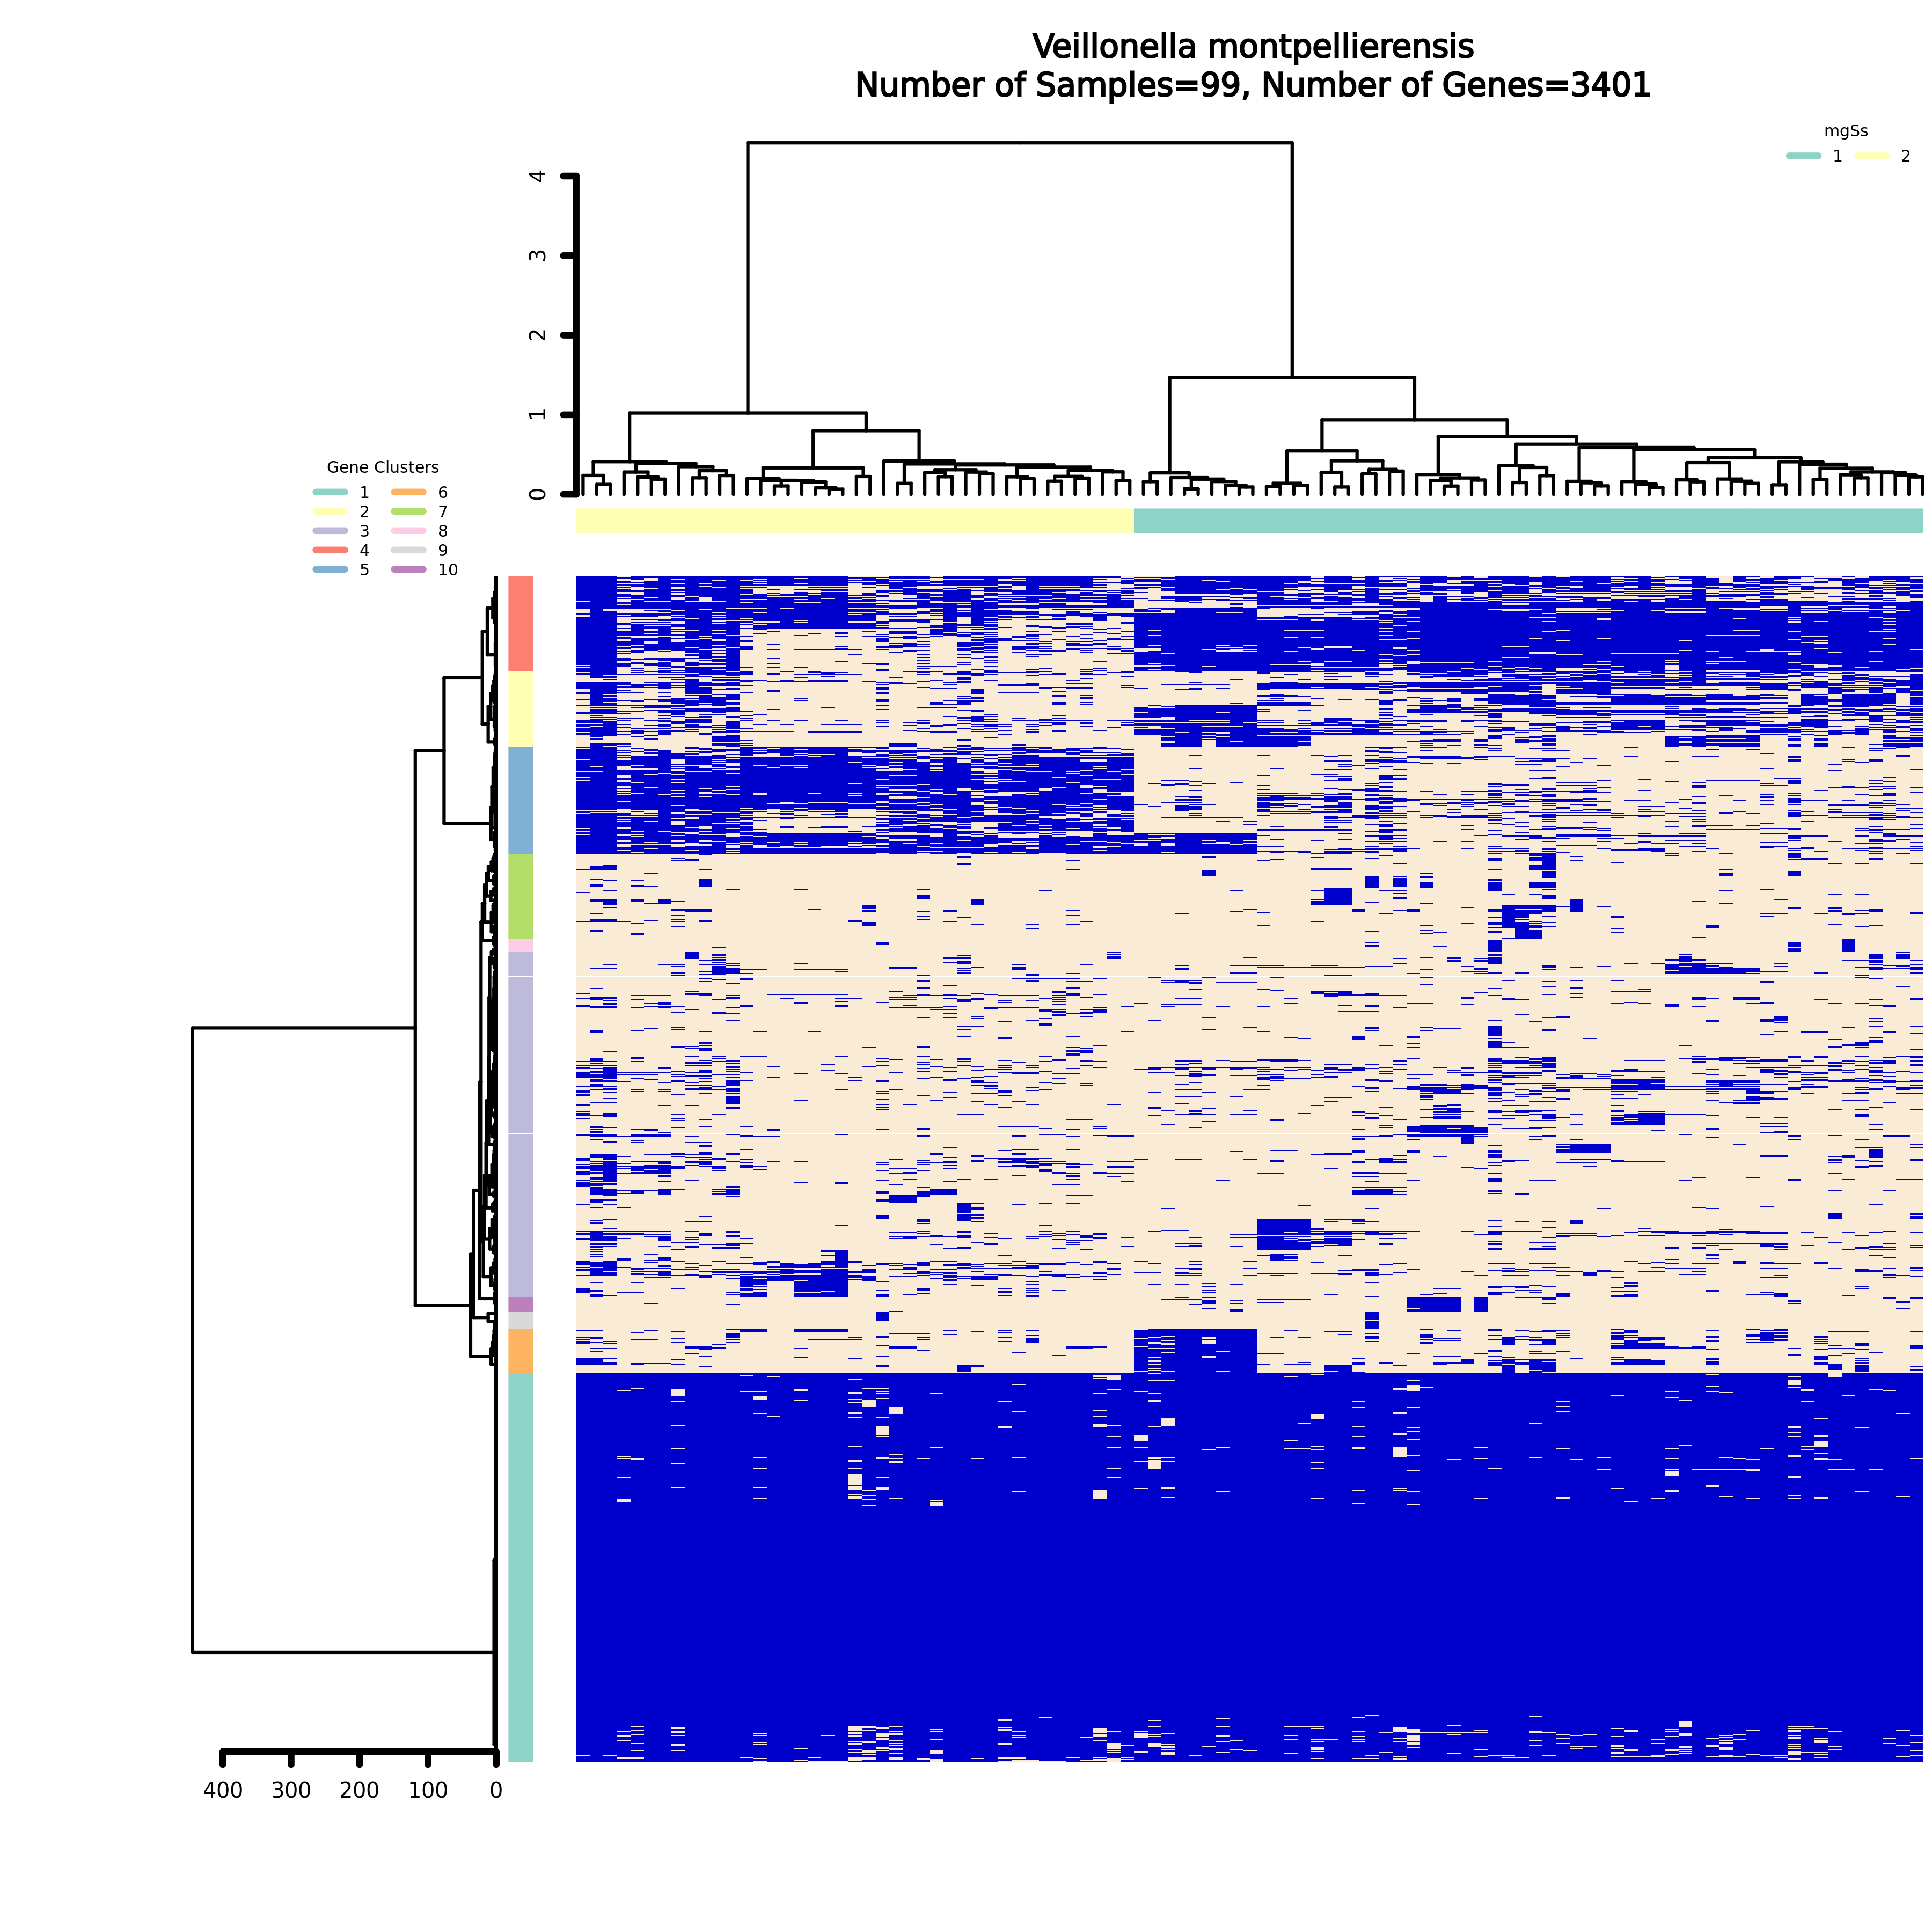 Veillonella montpellierensis
Number of Samples=99, Number of Genes=3401
mgSs
1 2
4
3
2
1
0
Gene Clusters
1 6
2 7
3 8
4 9
5 10
400 300 200 100 0